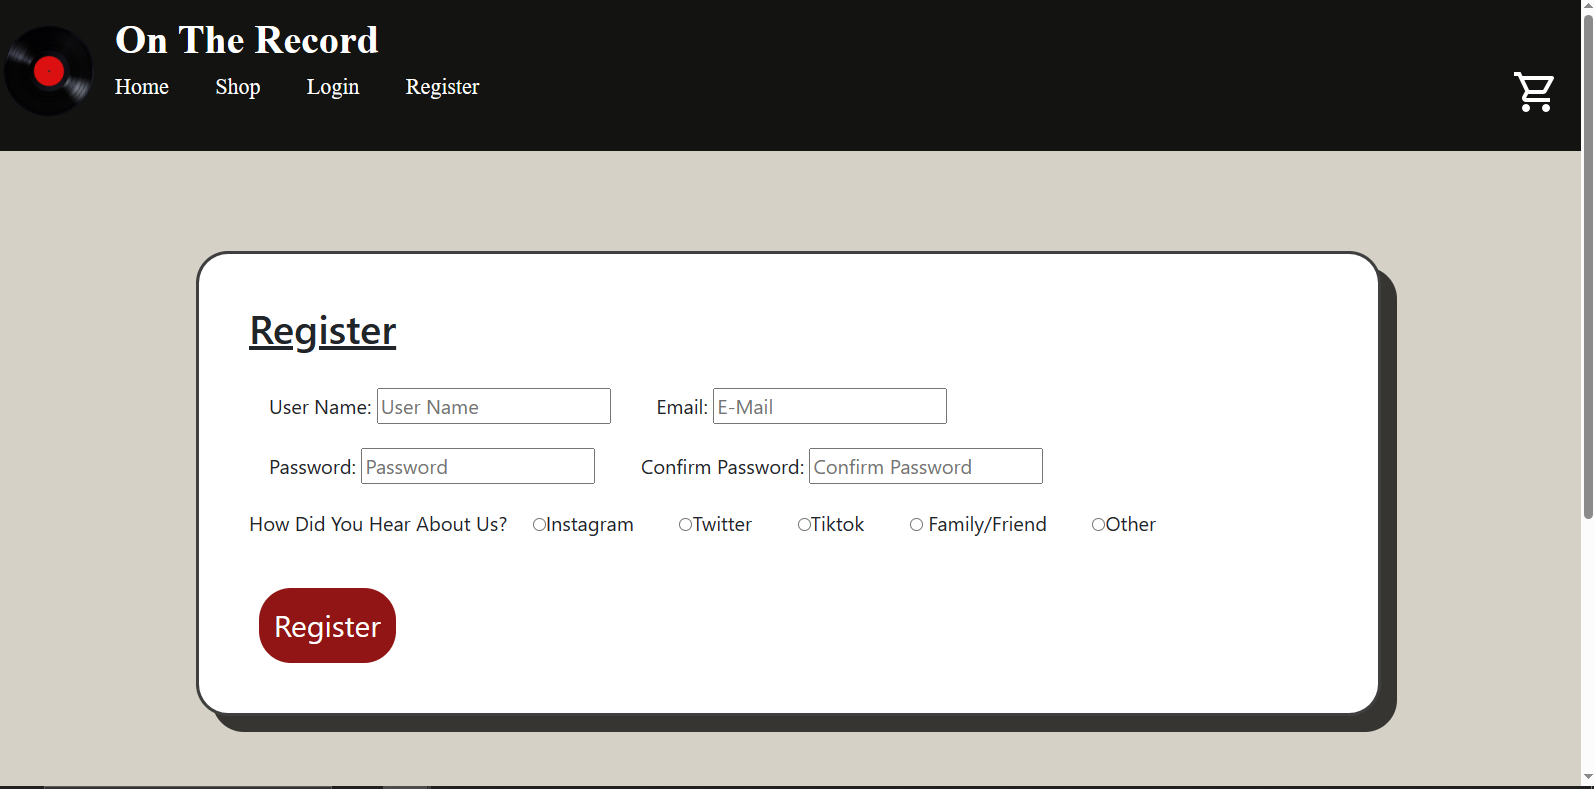 On The Record
Home Shop Login Register
Register
User Name: User Name Email: E-Mail
Password: Password Confirm Password: Confirm Password
How Did You Hear About Us? Instagram Twitter Tiktok Family/Friend Other
Register